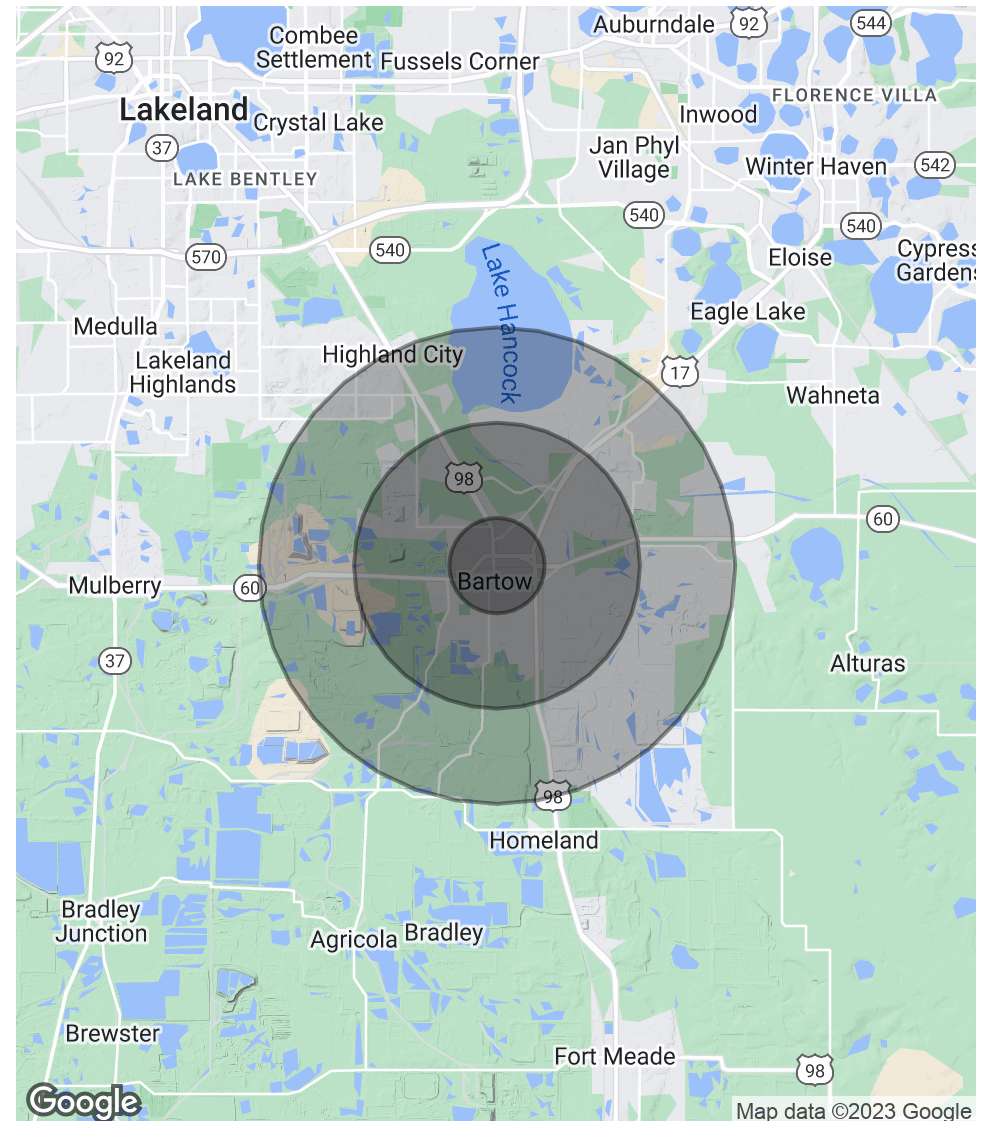 Auburndale
92
544
Combee
Settlement
Fussels Corner
92
FLORENCE VILLA
Lakeland
Crystal Lake
Inwood
37
Jan Phyl
Village
Winter Haven
542
LAKE BENTLEY
540
540
570
540
Eloise
Cypress
Gardens
Lake Hancock
Eagle Lake
Medulla
Highland City
Lakeland
Highlands
17
Wahneta
98
60
Bartow
Mulberry
60
37
Alturas
98
Homeland
Bradley
Junction
Agricola
Bradley
Brewster
Fort Meade
98
Google
Map data ©2023 Google